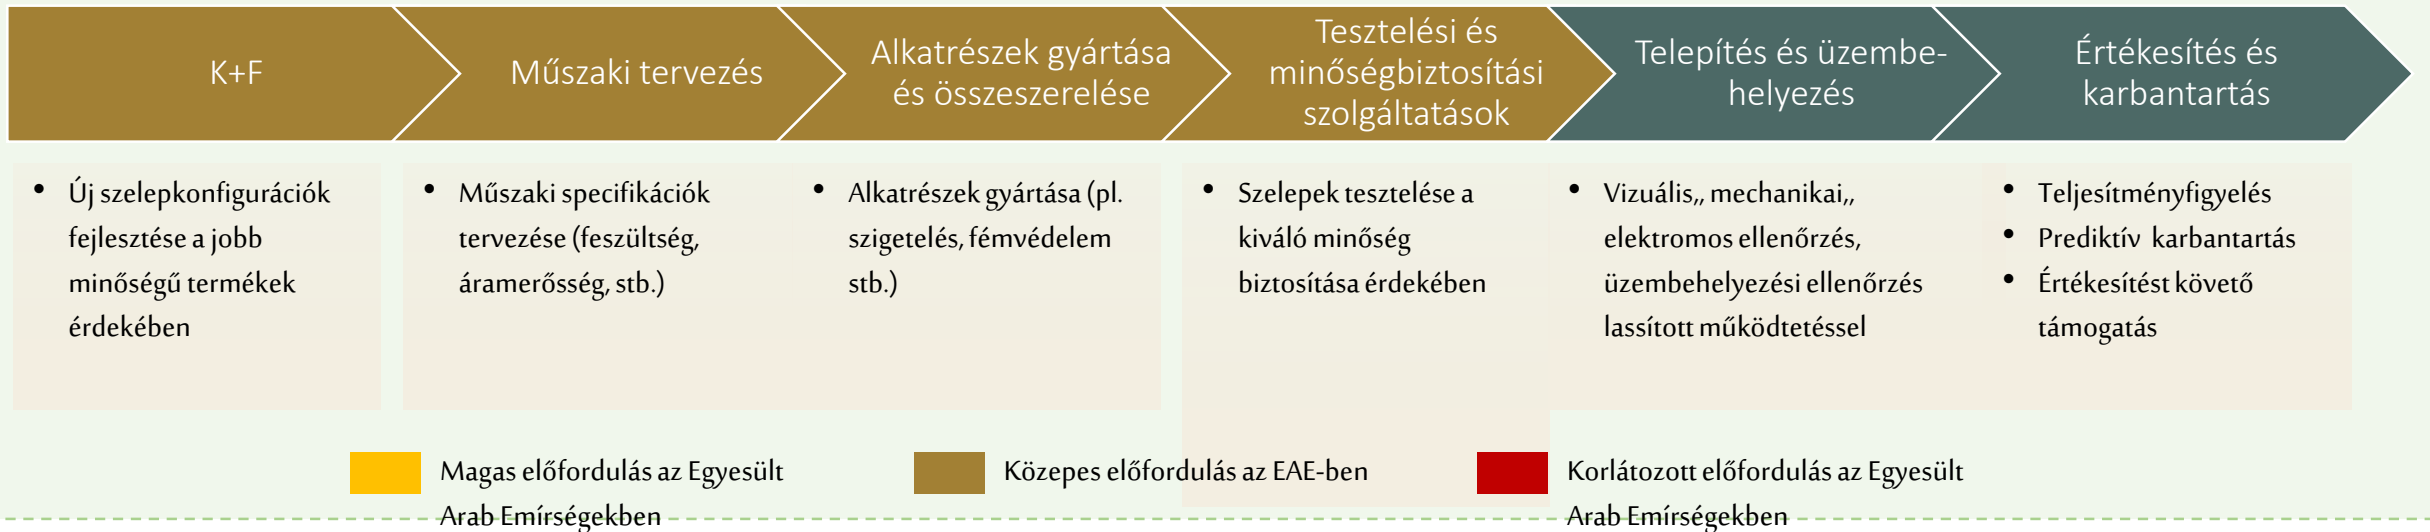 K+F
Műszaki tervezés
Alkatrészek gyártása
és összeszerelése
Tesztelési és
minőségbiztosítási
szolgáltatások
Telepítés és üzembe-
helyezés
Értékesítés és
karbantartás
• Új szelepkonfigurációk
fejlesztése a jobb
minőségű termékek
érdekében
• Műszaki specifikációk
tervezése (feszültség,
áramerősség, stb.)
• Alkatrészek gyártása (pl.
szigetelés, fémvédelem
stb.)
• Szelepek tesztelése a
kiváló minőség
biztosítása érdekében
• Vizuális,, mechanikai,,
elektromos ellenőrzés,
üzembehelyezési ellenőrzés
lassított működtetéssel
• Teljesítményfigyelés
• Prediktív karbantartás
• Értékesítést követő
támogatás
Magas előfordulás az Egyesült
Arab Emírségekben
Közepes előfordulás az EAE-ben
Korlátozott előfordulás az Egyesült
Arab Emírségekben